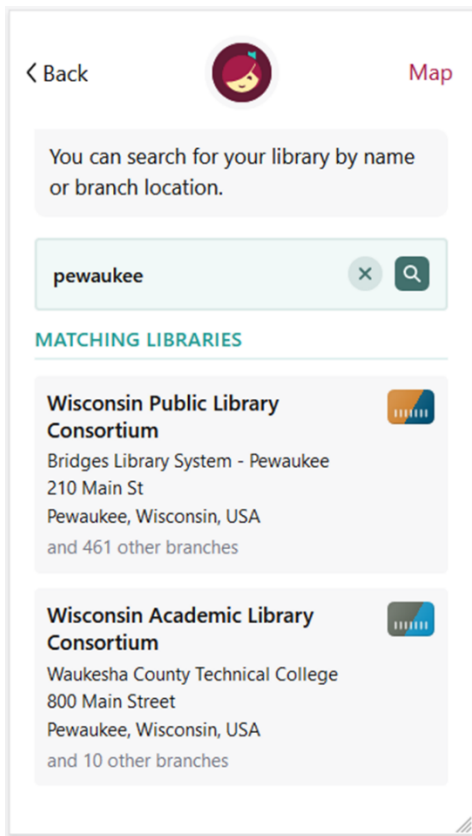 Back
Map
You can search for your library by name
or branch location.
pewaukee
MATCHING LIBRARIES
Wisconsin Public Library
Consortium
Bridges Library System - Pewaukee
210 Main St
Pewaukee, Wisconsin, USA
and 461 other branches
Wisconsin Academic Library
Consortium
Waukesha County Technical College
800 Main Street
Pewaukee, Wisconsin, USA
and 10 other branches